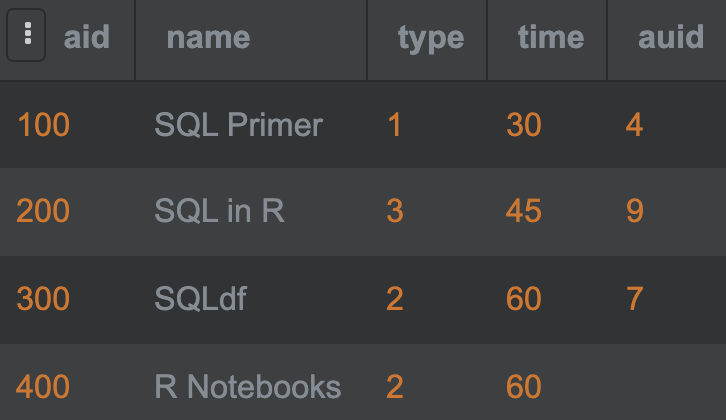 aid name type time auid
100 SQL Primer 1 30 4
200 SQL in R 3 45 9
300 SQLdf 2 60 7
400 R Notebooks 2 60